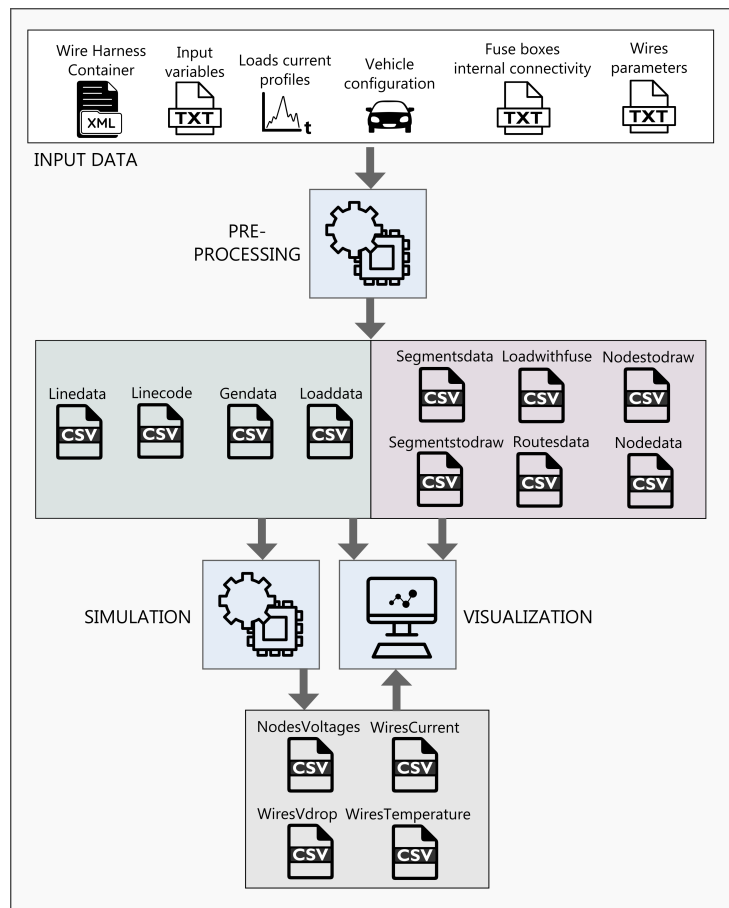 Wire Harness
Container
XML
Input
variables
TXT
Loads current
profiles
t
Vehicle
configuration
Fuse boxes
internal connectivity
TXT
Wires
parameters
TXT
INPUT DATA
PRE-
PROCESSING
Linedata
CSV
Linecode
CSV
Gendata
CSV
Loaddata
CSV
Segmentsdata
CSV
Loadwithfuse
CSV
Nodestodraw
CSV
Segmentstodraw
CSV
Routesdata
CSV
Nodedata
CSV
SIMULATION
VISUALIZATION
NodesVoltages
CSV
WiresCurrent
CSV
WiresVdrop
CSV
WiresTemperature
CSV